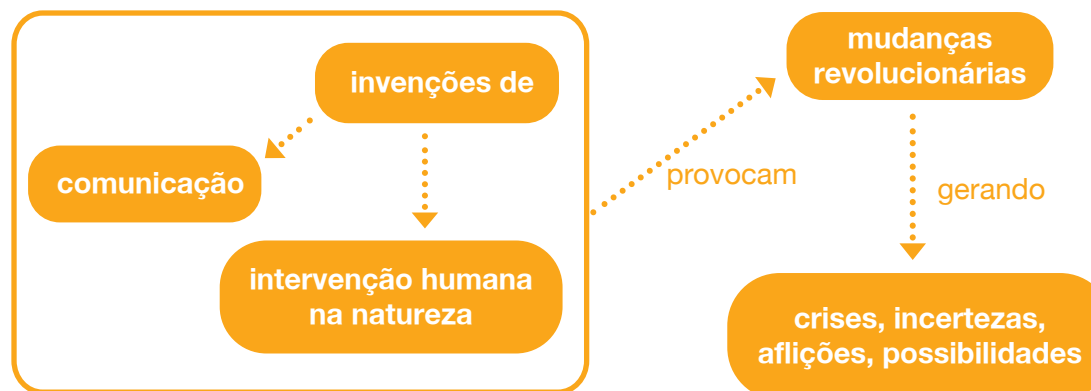 invenções de
comunicação
intervenção humana
na natureza
provocam
mudanças
revolucionárias
gerando
crises, incertezas,
aflições, possibilidades